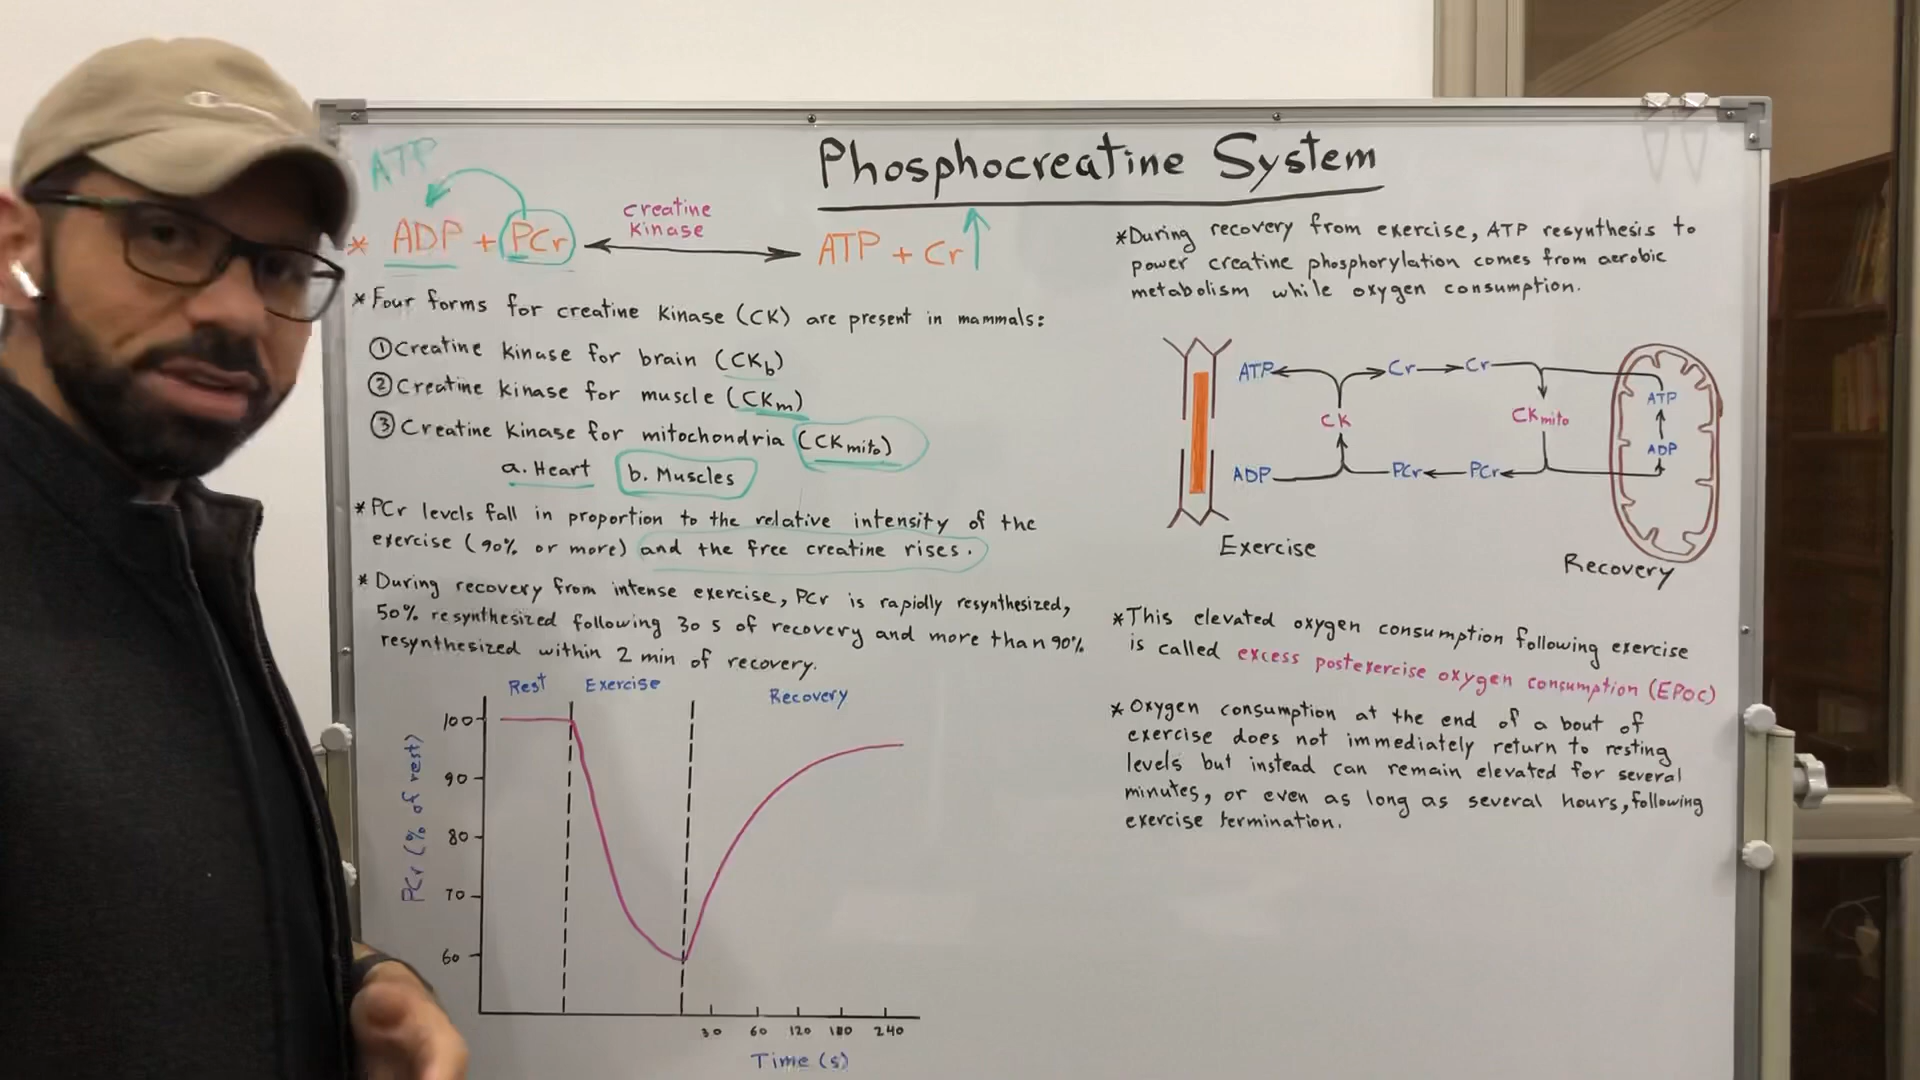 Phosphocreatine System
ATP
* ADP + PCr
creatine
kinase
ATP + Cr
* Four forms for creatine kinase (CK) are present in mammals:
① Creatine kinase for brain (CKb)
② Creatine kinase for muscle (CKm)
③ Creatine kinase for mitochondria (CKmito)
a. Heart b. Muscles
* PCr levels fall in proportion to the relative intensity of the
exercise (90% or more) and the free creatine rises.
* During recovery from intense exercise, PCr is rapidly resynthesized,
50% resynthesized following 30 s of recovery and more than 90%
resynthesized within 2 min of recovery.
Rest Exercise Recovery
PCr (% of rest)
100
90
80
70
60
30 60 120 180 240
Time (s)
* During recovery from exercise, ATP resynthesis to
power creatine phosphorylation comes from aerobic
metabolism while oxygen consumption.
ATP Cr Cr ATP
CK CKmito
ADP PCr PCr ADP
Exercise
Recovery
* This elevated oxygen consumption following exercise
is called excess postexercise oxygen consumption (EPOC)
* Oxygen consumption at the end of a bout of
exercise does not immediately return to resting
levels but instead can remain elevated for several
minutes, or even as long as several hours, following
exercise termination.